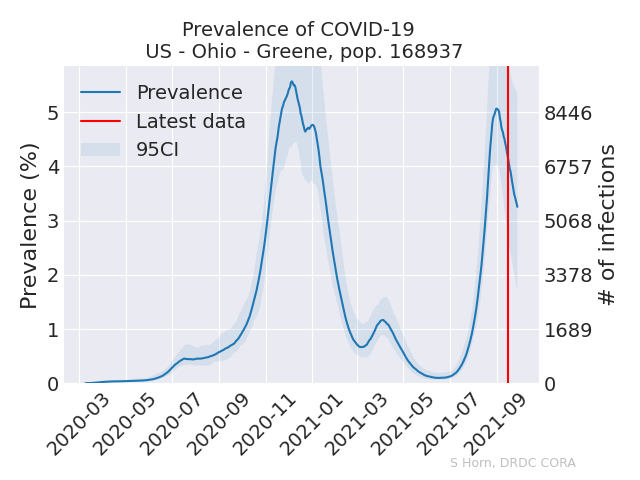 Prevalence of COVID-19
US - Ohio - Greene, pop. 168937
Prevalence
Latest data
95CI
Prevalence (%)
5
4
3
2
1
0
8446
6757
5068
3378
1689
0
# of infections
2020-03
2020-05
2020-07
2020-09
2020-11
2021-01
2021-03
2021-05
2021-07
2021-09
S Horn, DRDC CORA